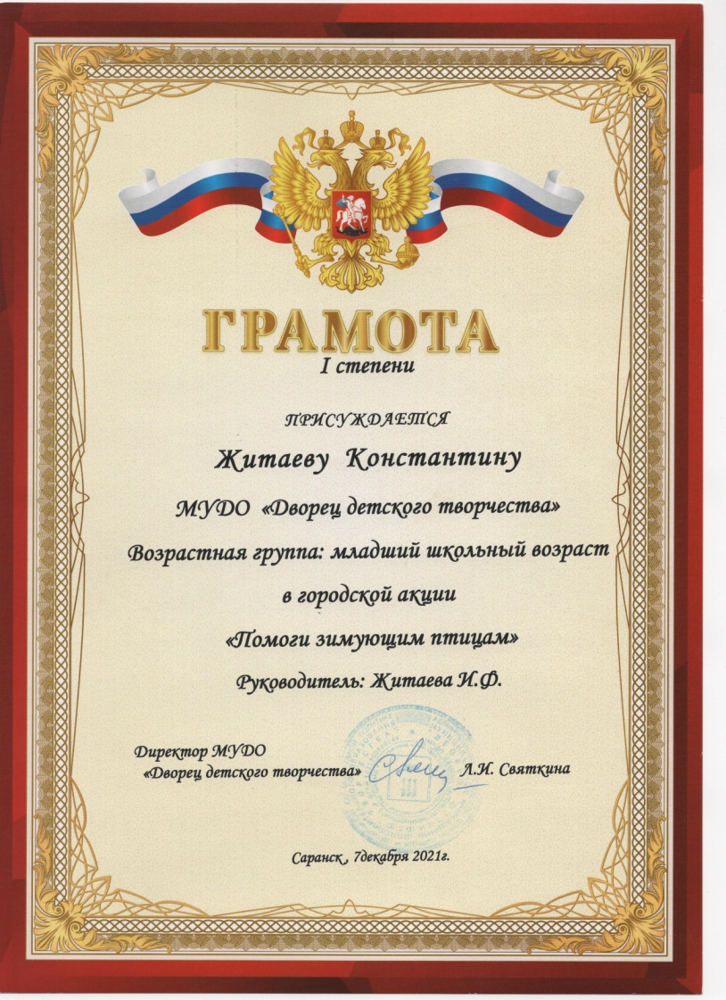 ГРАМОТА
I степени
ПРИСУЖДАЕТСЯ
Житаеву Константину
МУДО «Дворец детского творчества»
Возрастная группа: младший школьный возраст
в городской акции
«Помоги зимующим птицам»
Руководитель: Житаева И.Ф.
Директор МУДО
«Дворец детского творчества» Л.И. Святкина
Саранск, 7декабря 2021г.